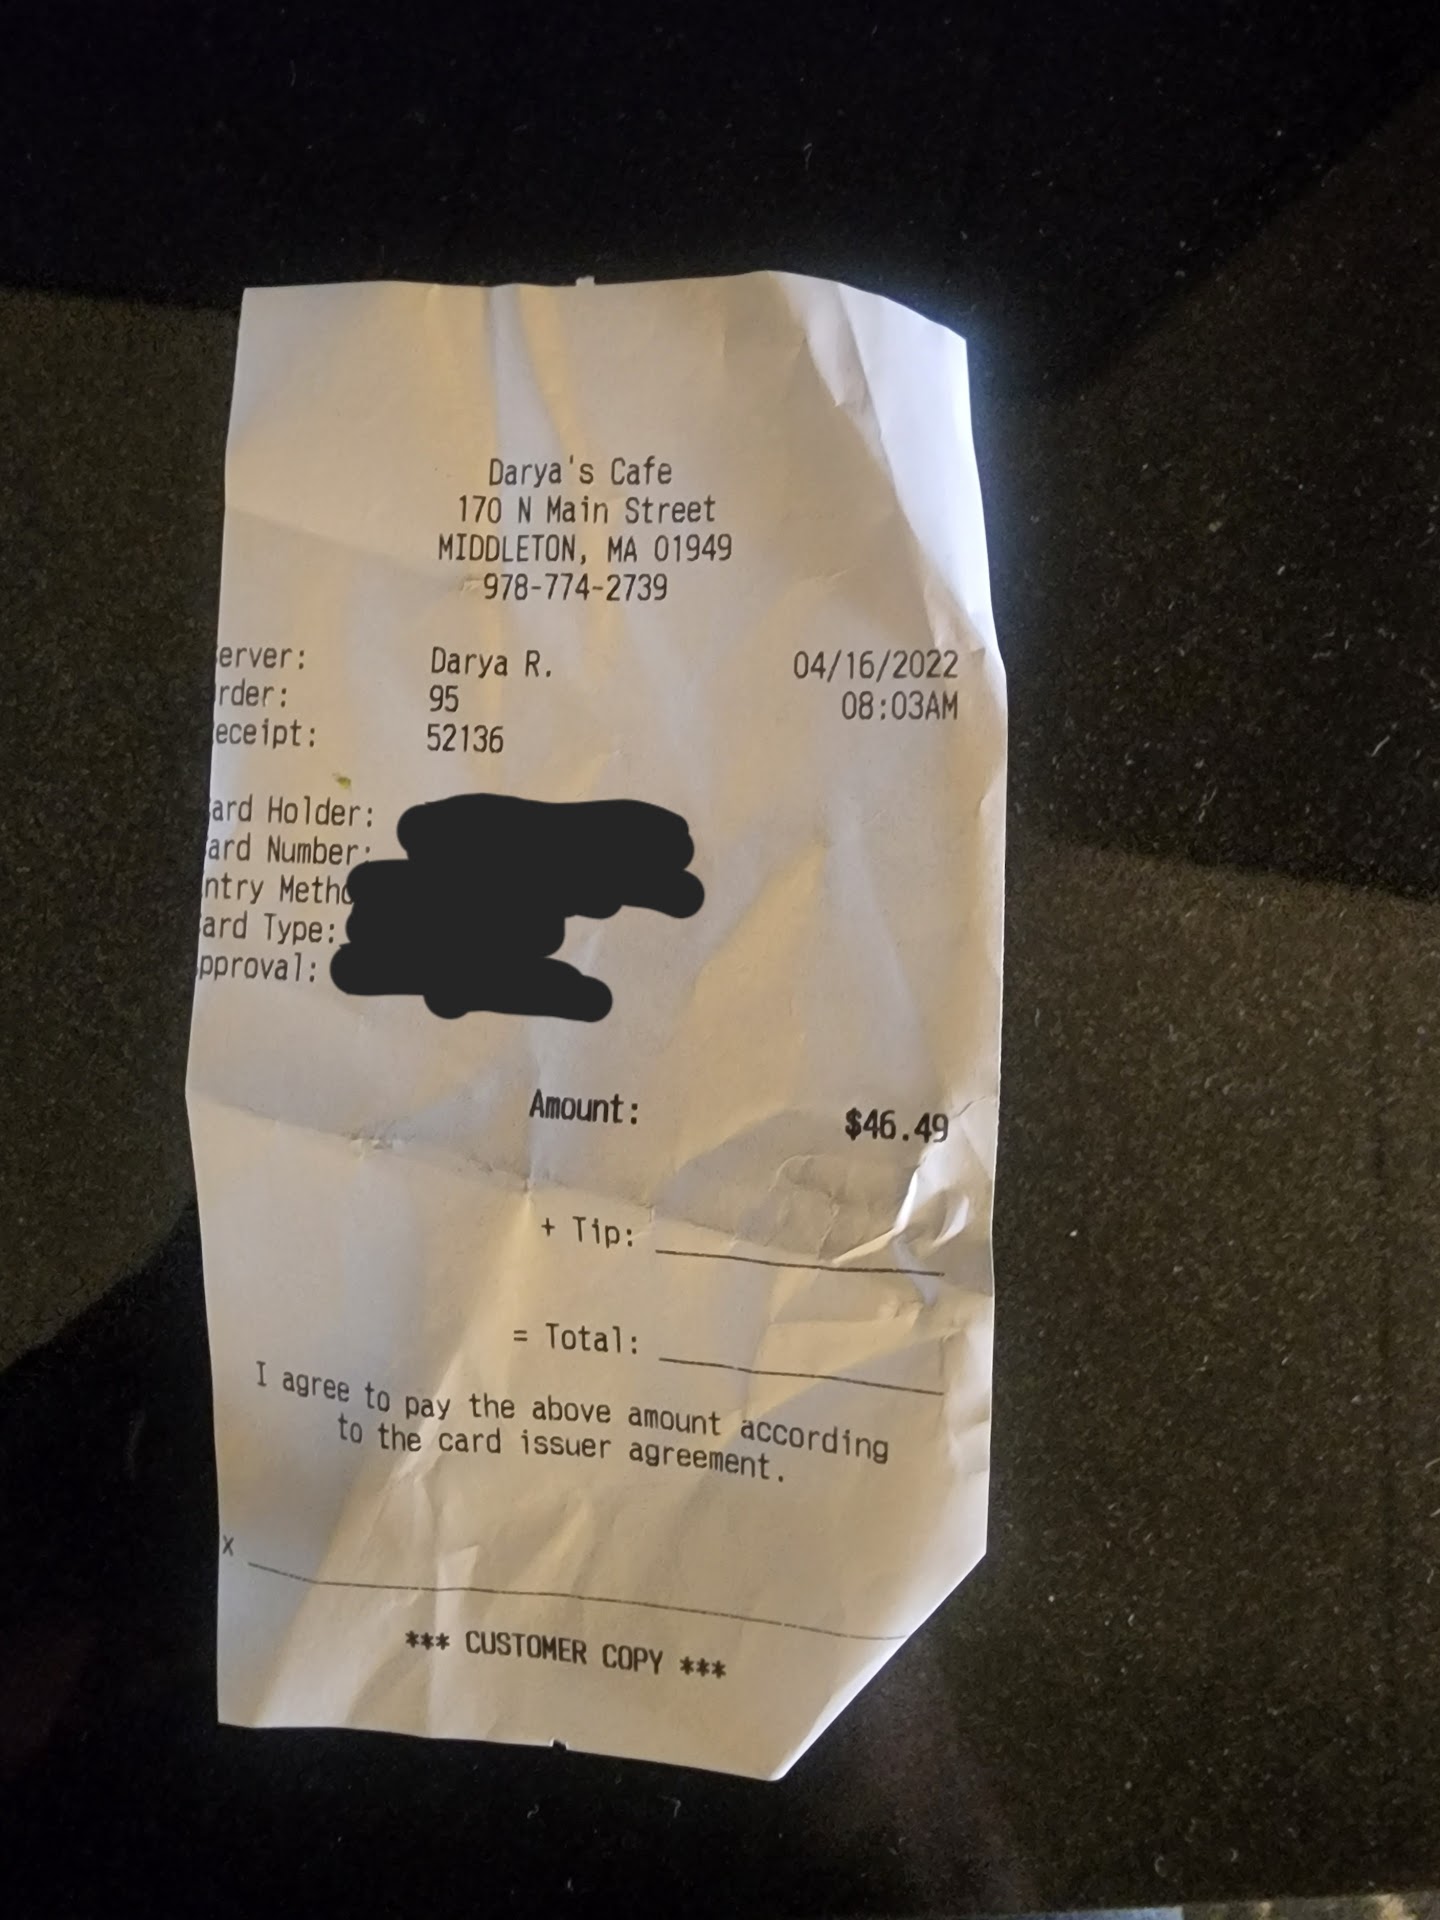 Darya's Cafe
170 N Main Street
MIDDLETON, MA 01949
978-774-2739
erver: Darya R. 04/16/2022
rder: 95 08:03AM
eceipt: 52136
ard Holder:
ard Number:
ntry Metho
ard Type:
pproval:
Amount: $46.49
+ Tip:
= Total:
I agree to pay the above amount according
to the card issuer agreement.
X
*** CUSTOMER COPY ***